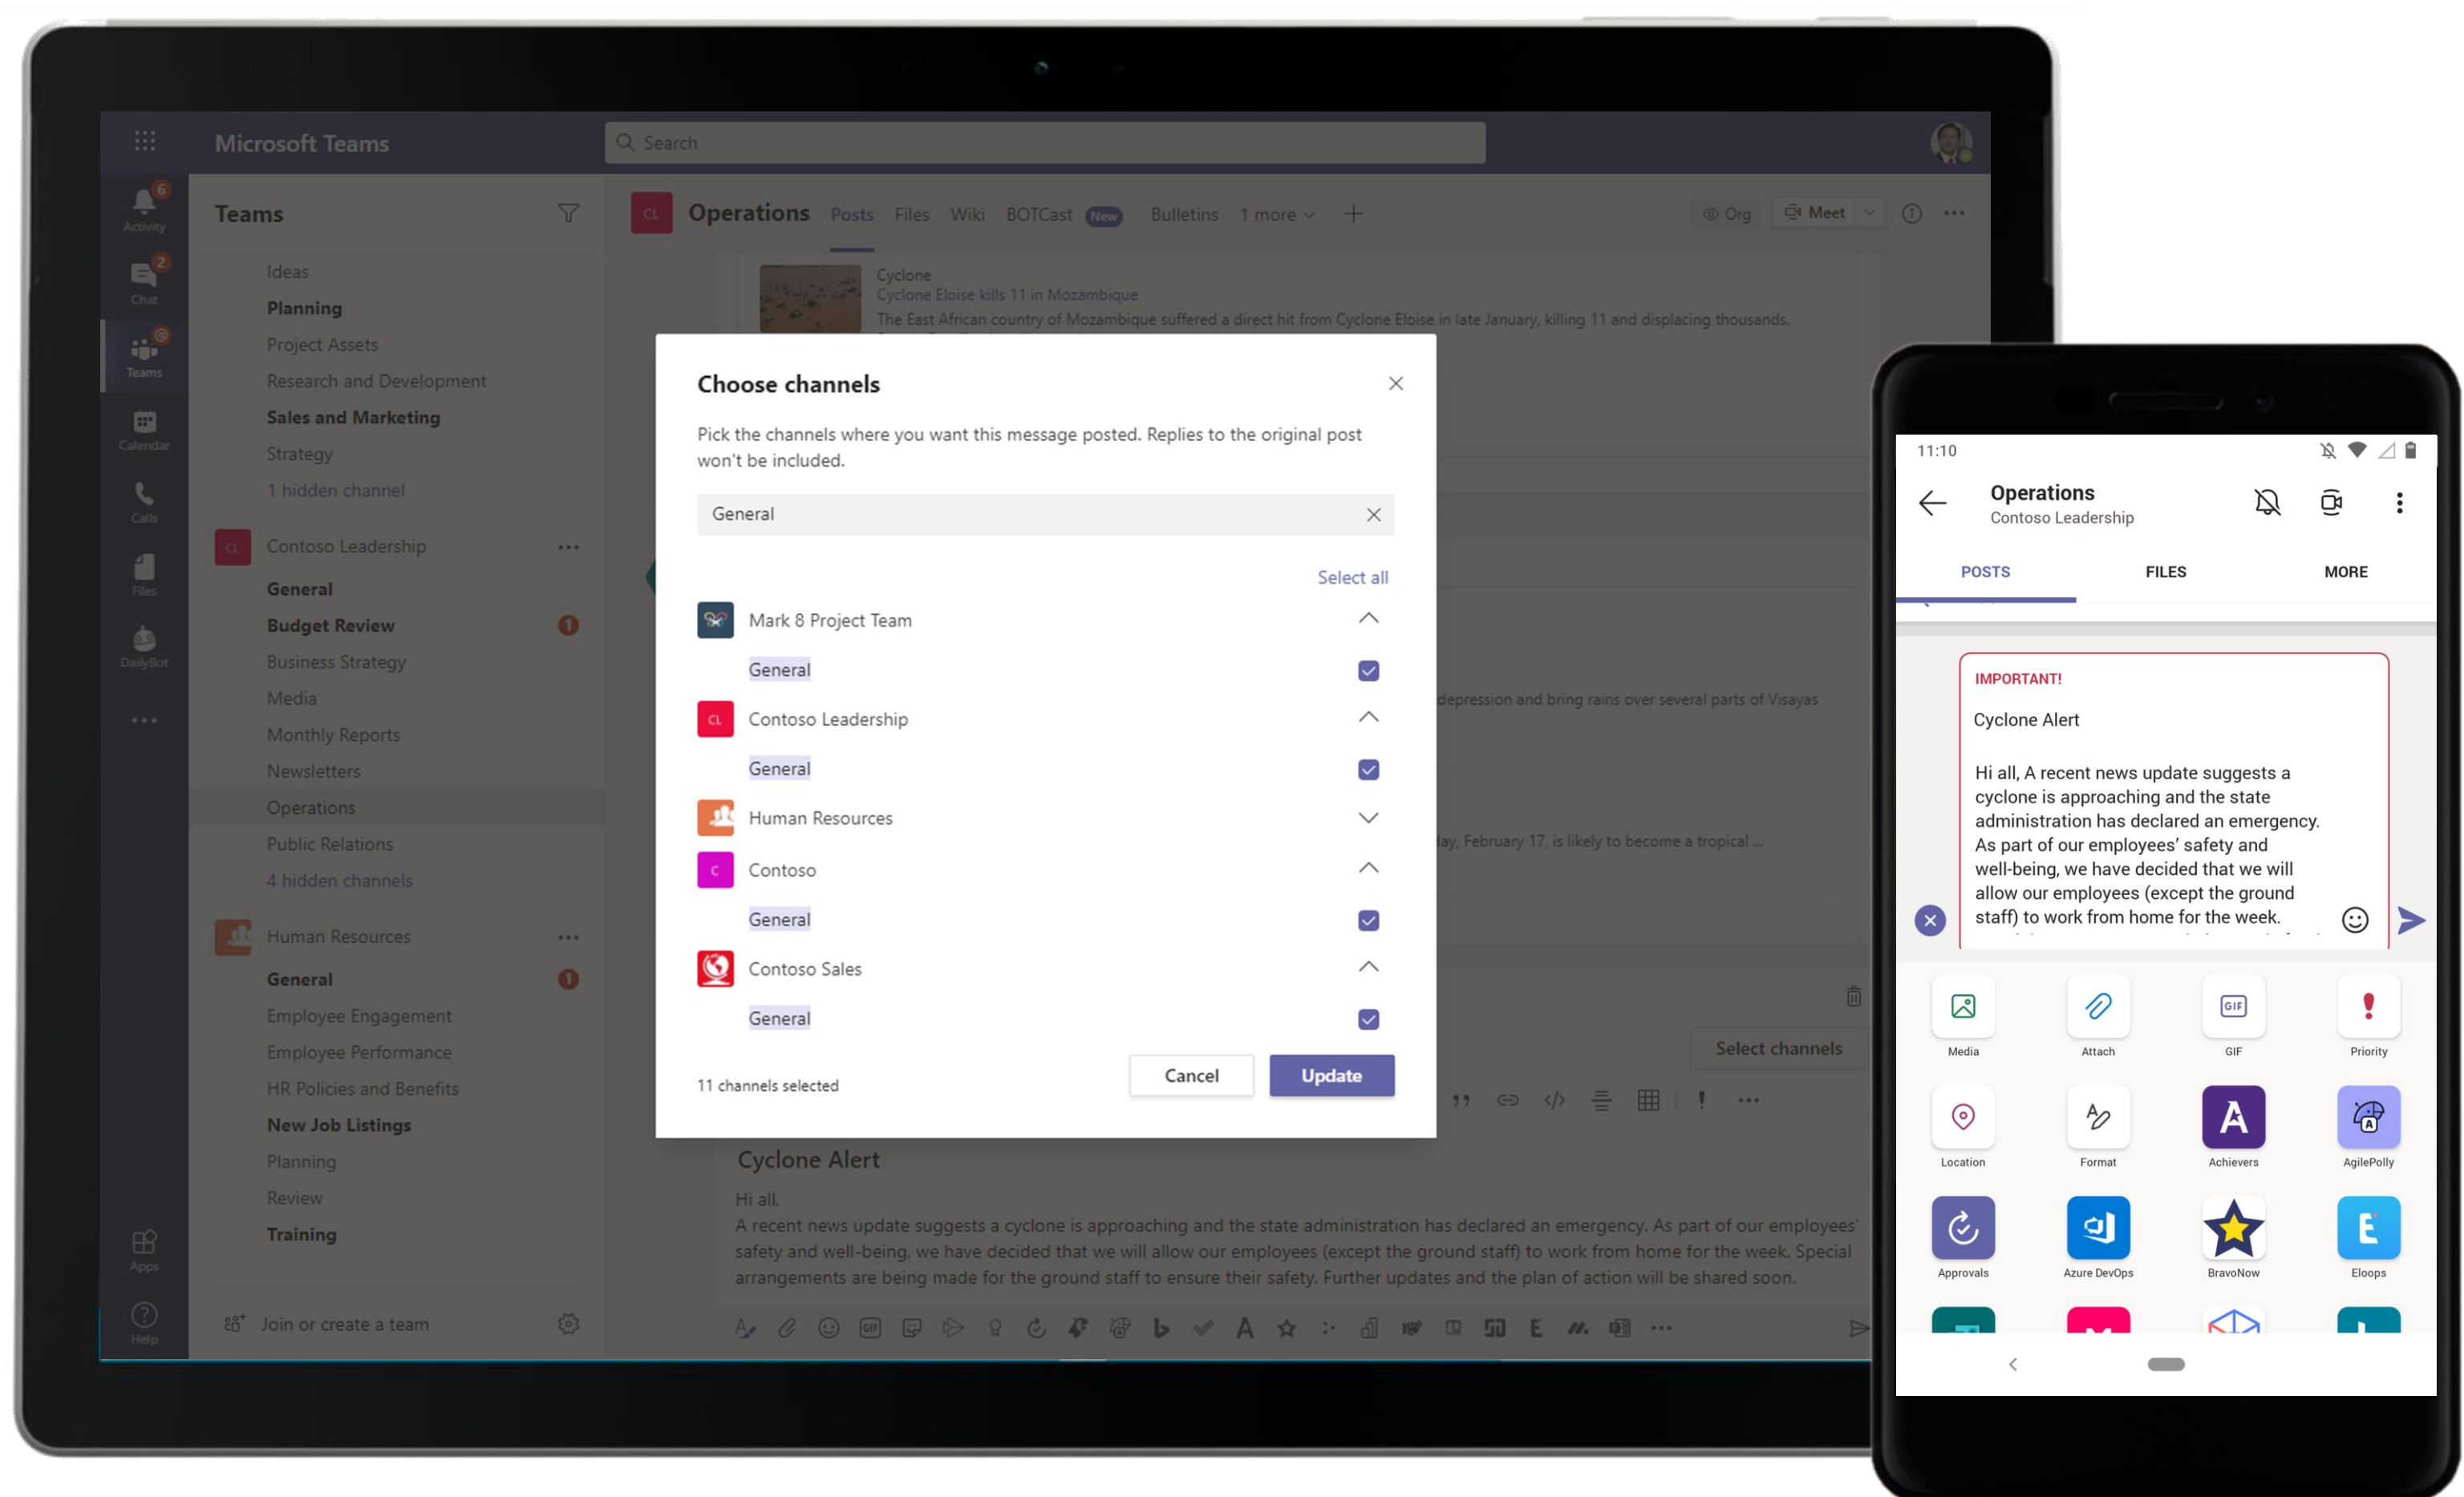 Microsoft Teams
Search
6
Activity
2
Chat
Teams
Calendar
Calls
Files
DailyBot
Apps
Help
Teams
Ideas
Planning
Project Assets
Research and Development
Sales and Marketing
Strategy
1 hidden channel
CL Contoso Leadership
General
Budget Review 1
Business Strategy
Media
Monthly Reports
Newsletters
Operations
Public Relations
4 hidden channels
Human Resources
General 1
Employee Engagement
Employee Performance
HR Policies and Benefits
New Job Listings
Planning
Review
Training
Join or create a team
CL Operations Posts Files Wiki BOTCast New Bulletins 1 more Org Meet
Cyclone
Cyclone Eloise kills 11 in Mozambique
The East African country of Mozambique suffered a direct hit from Cyclone Eloise in late January, killing 11 and displacing thousands.
Choose channels
Pick the channels where you want this message posted. Replies to the original post
won't be included.
General
Select all
Mark 8 Project Team
General
CL Contoso Leadership
General
Human Resources
C Contoso
General
Contoso Sales
General
11 channels selected
Cancel
Update
depression and bring rains over several parts of Visayas
February 17, is likely to become a tropical ...
Select channels
Cyclone Alert
Hi all,
A recent news update suggests a cyclone is approaching and the state administration has declared an emergency. As part of our employees'
safety and well-being, we have decided that we will allow our employees (except the ground staff) to work from home for the week. Special
arrangements are being made for the ground staff to ensure their safety. Further updates and the plan of action will be shared soon.
GIF
11:10
Operations
Contoso Leadership
POSTS FILES MORE
IMPORTANT!
Cyclone Alert
Hi all, A recent news update suggests a
cyclone is approaching and the state
administration has declared an emergency.
As part of our employees' safety and
well-being, we have decided that we will
allow our employees (except the ground
staff) to work from home for the week.
GIF
Media Attach GIF Priority
A A
Location Format Achievers AgilePolly
E
Approvals Azure DevOps BravoNow Eloops